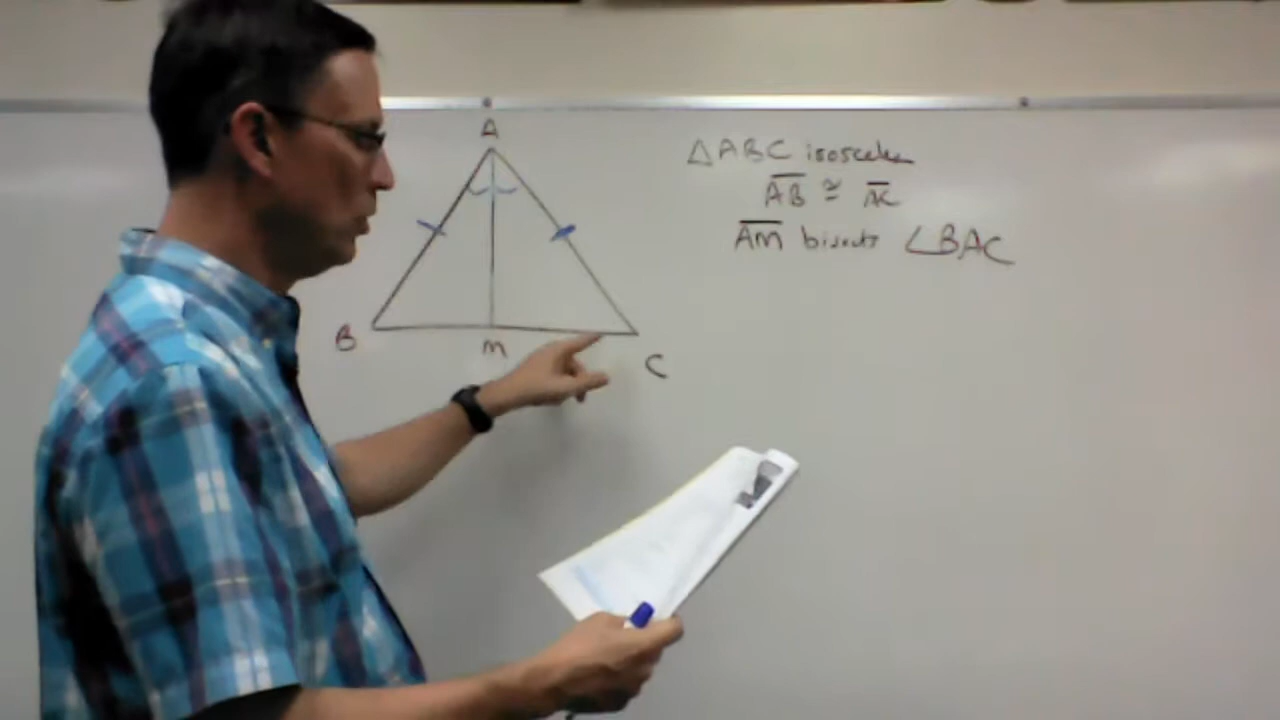 A
B
M
C
△ABC isosceles
AB ≅ AC
AM bisects ∠BAC